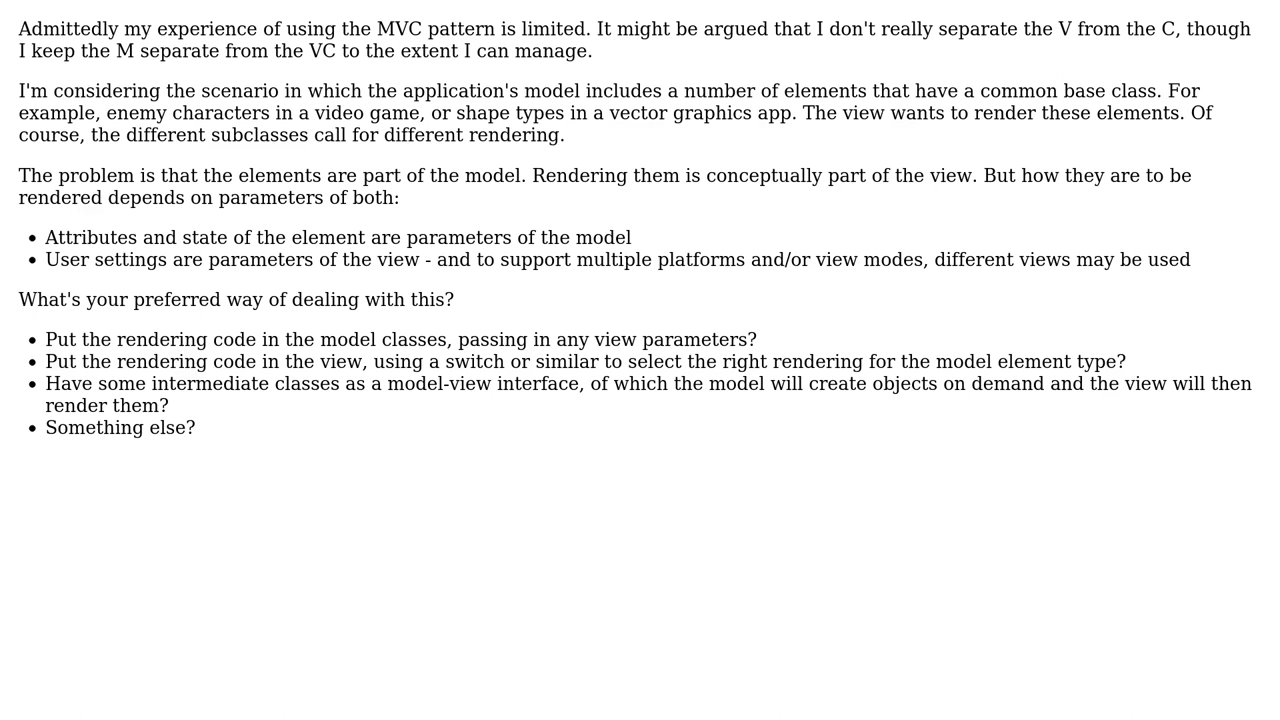 Admittedly my experience of using the MVC pattern is limited. It might be argued that I don't really separate the V from the C, though
I keep the M separate from the VC to the extent I can manage.
I'm considering the scenario in which the application's model includes a number of elements that have a common base class. For
example, enemy characters in a video game, or shape types in a vector graphics app. The view wants to render these elements. Of
course, the different subclasses call for different rendering.
The problem is that the elements are part of the model. Rendering them is conceptually part of the view. But how they are to be
rendered depends on parameters of both:
• Attributes and state of the element are parameters of the model
• User settings are parameters of the view - and to support multiple platforms and/or view modes, different views may be used
What's your preferred way of dealing with this?
• Put the rendering code in the model classes, passing in any view parameters?
• Put the rendering code in the view, using a switch or similar to select the right rendering for the model element type?
• Have some intermediate classes as a model-view interface, of which the model will create objects on demand and the view will then
render them?
• Something else?